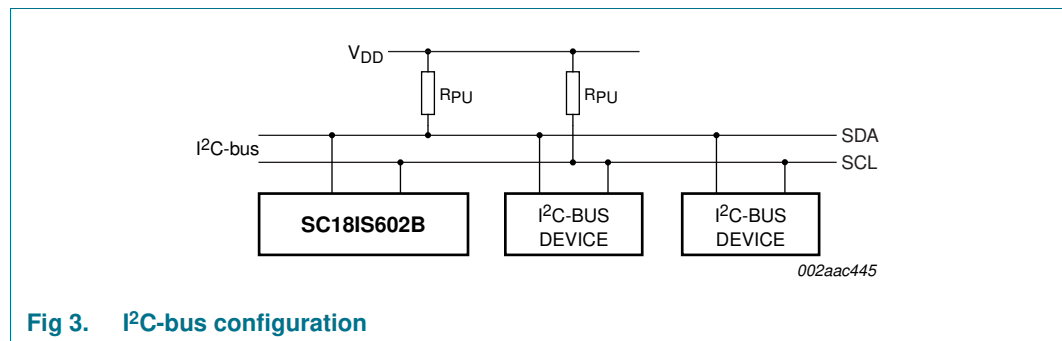 VDD
RPU RPU
SDA
I2C-bus
SCL
SC18IS602B
I2C-BUS
DEVICE
I2C-BUS
DEVICE
002aac445
Fig 3. I2C-bus configuration